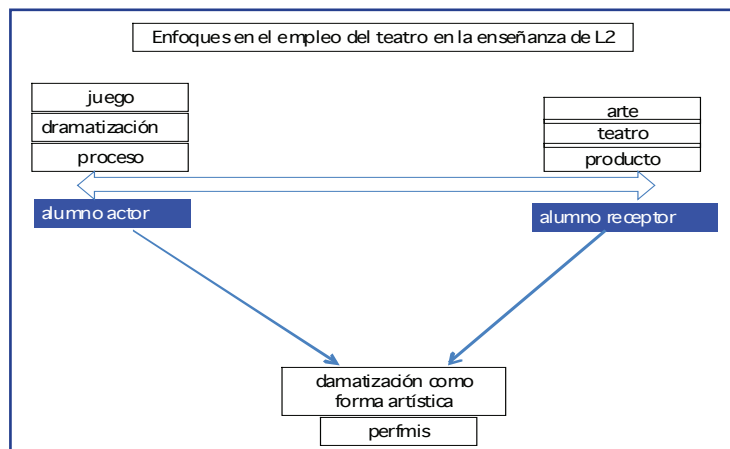 Enfoques en el empleo del teatro en la enseñanza de L2
juego
dramatización
proceso
alumno actor
arte
teatro
producto
alumno receptor
damatización como
forma artística
perfmis